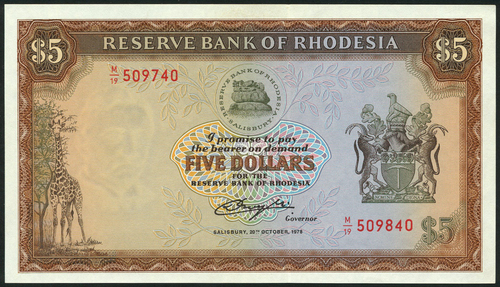 $5
RESERVE BANK OF RHODESIA
$5
M/19 509740
RESERVE BANK OF RHODESIA
SALISBURY
I promise to pay
the bearer on demand
FIVE DOLLARS
FOR THE
RESERVE BANK OF RHODESIA
Governor
SALISBURY, 20TH OCTOBER, 1978
M/19 509840
$5